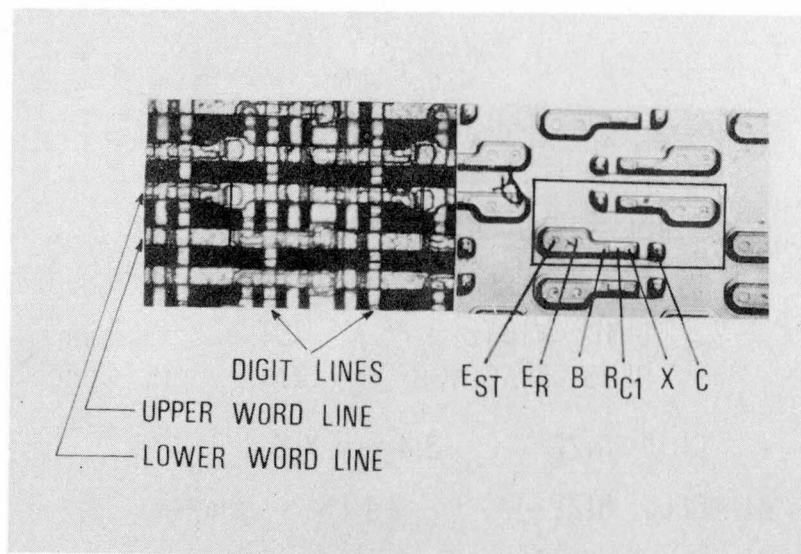 DIGIT LINES
UPPER WORD LINE
LOWER WORD LINE
EST ER B RC1 X C